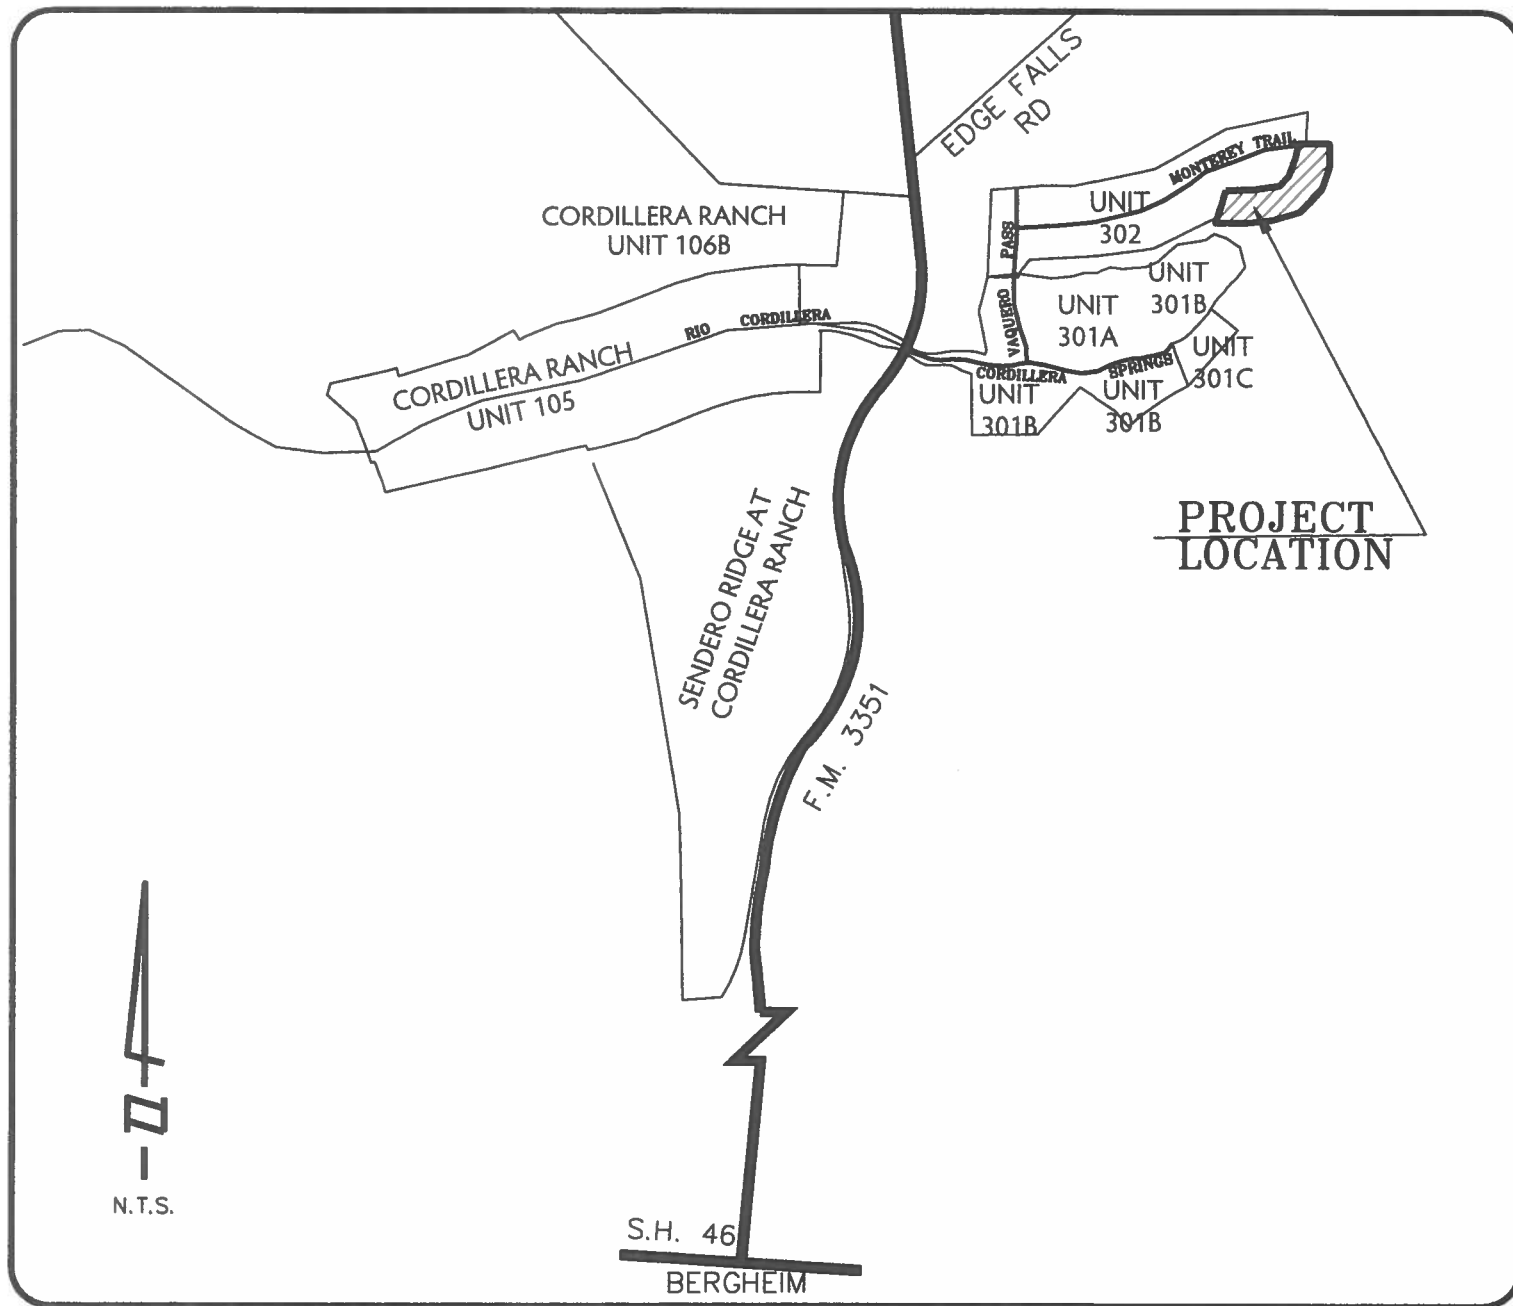 EDGE FALLS
RD
MONTEREY TRAIL
CORDILLERA RANCH
UNIT 106B
UNIT
302
PASS
UNIT
301B
UNIT
301A
VAQUERO
RIO CORDILLERA
CORDILLERA RANCH
UNIT 105
CORDILLERA SPRINGS
UNIT
301C
UNIT
301B
UNIT
301B
PROJECT
LOCATION
SENDERO RIDGE AT
CORDILLERA RANCH
F.M. 3351
N.T.S.
S.H. 46
BERGHEIM